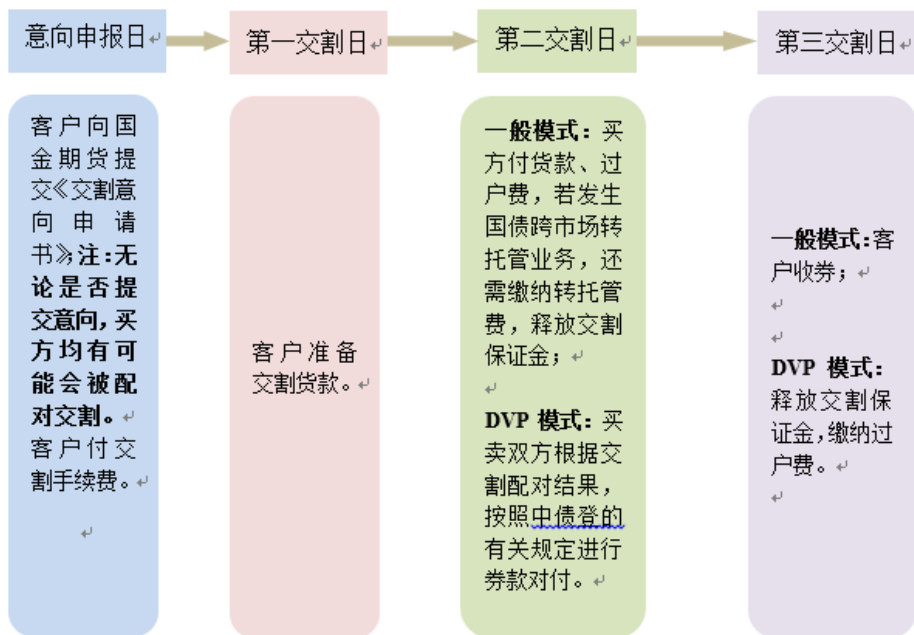 意向申报日
第一交割日
第二交割日
第三交割日
客户向国
金期货提
交《交割意
向申请
书》；注：无
论是否提
交意向，买
方均有可
能会被配
对交割。
客户付交
割手续费。
客户准备
交割货款。
一般模式：买
方付货款、过
户费，若发生
国债跨市场转
托管业务，还
需缴纳转托管
费，释放交割
保证金；
DVP 模式：买
卖双方根据交
割配对结果，
按照中债登的
有关规定进行
券款对付。
一般模式：客
户收券；
DVP 模式：
释放交割保
证金，缴纳过
户费。